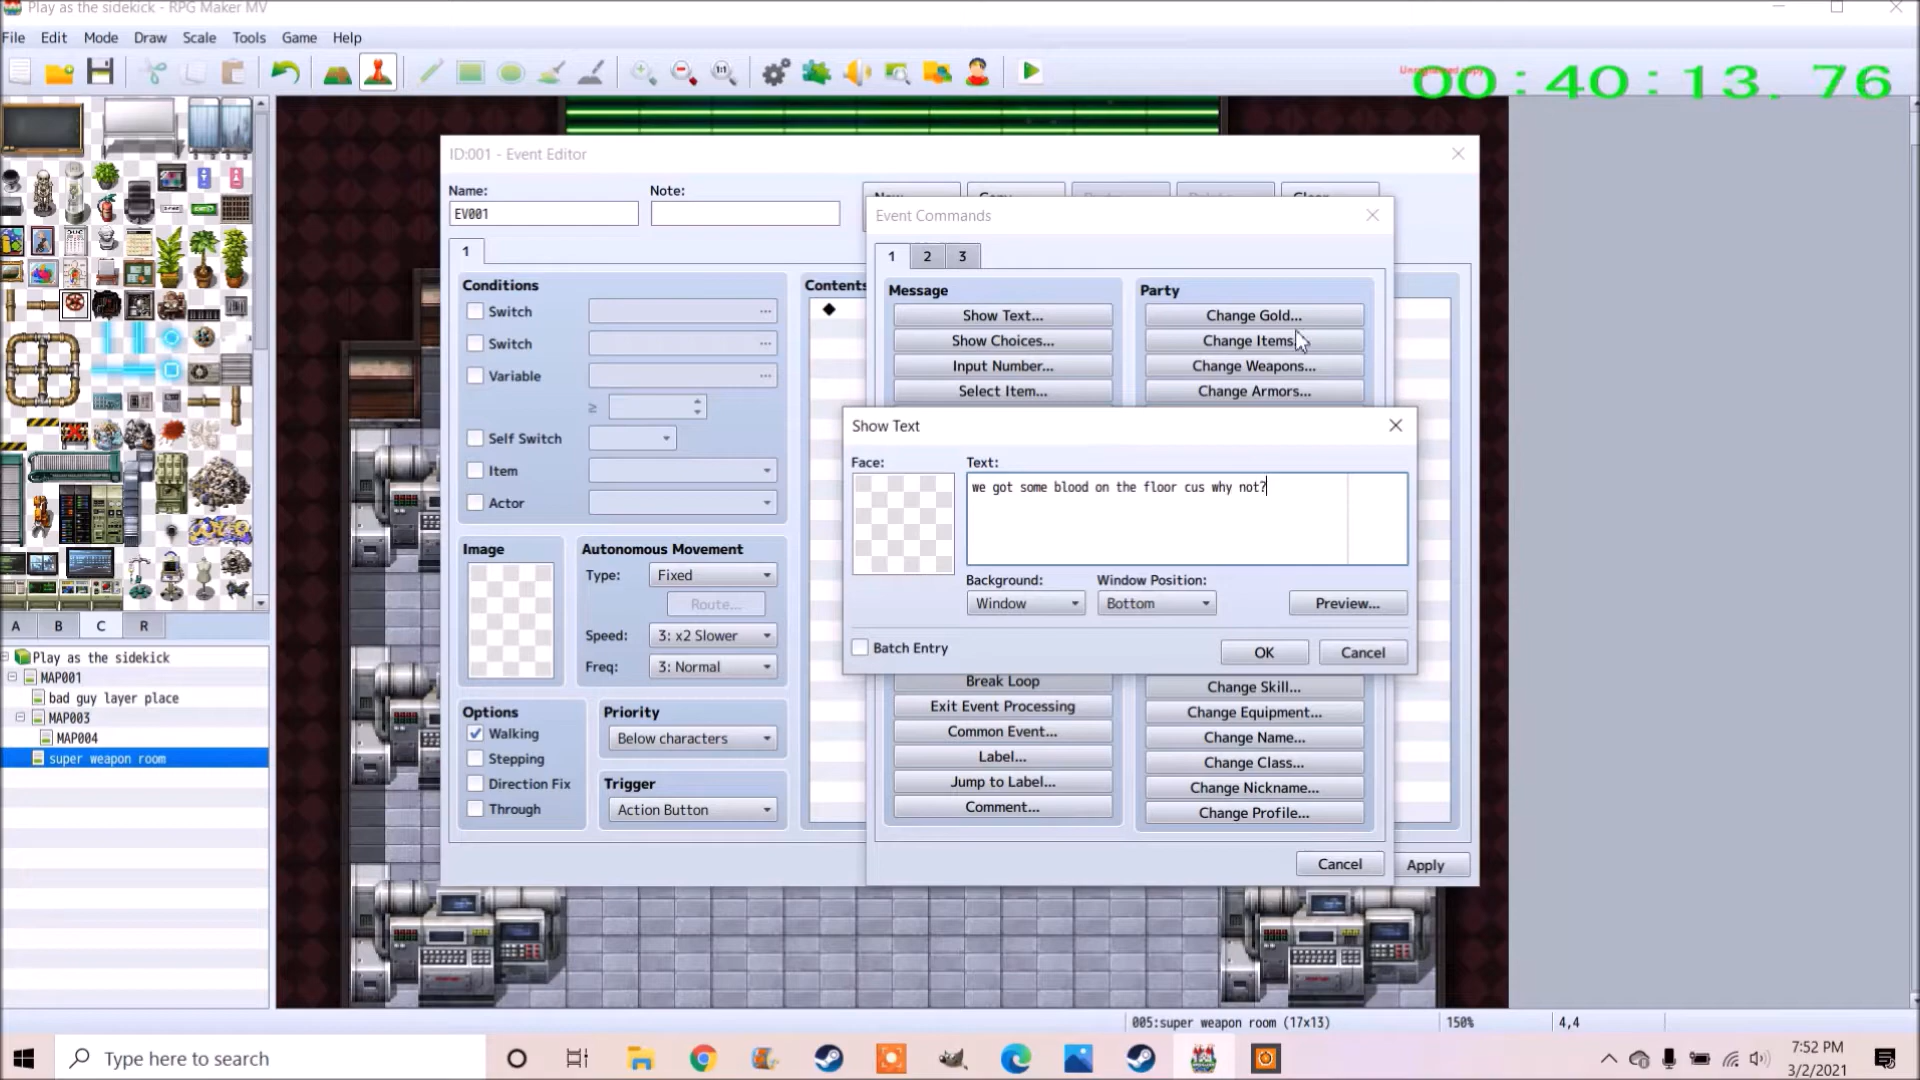 Play as the sidekick - RPG Maker MV
File Edit Mode Draw Scale Tools Game Help
Unregistered copy
00:40:13.76
ID:001 - Event Editor
Name:
Note:
EV001
Event Commands
1
1 2 3
Conditions
Contents
Message
Party
Switch
Switch
Variable
≥
Self Switch
Item
Actor
Show Text...
Show Choices...
Input Number...
Select Item...
Change Gold...
Change Items...
Change Weapons...
Change Armors...
Show Text
Face:
Text:
we got some blood on the floor cus why not?
Background:
Window Position:
Window
Bottom
Preview...
Batch Entry
OK
Cancel
Image
Autonomous Movement
Type:
Fixed
Route...
Speed:
3: x2 Slower
Freq:
3: Normal
Options
Walking
Stepping
Direction Fix
Through
Priority
Below characters
Trigger
Action Button
Break Loop
Exit Event Processing
Common Event...
Label...
Jump to Label...
Comment...
Change Skill...
Change Equipment...
Change Name...
Change Class...
Change Nickname...
Change Profile...
Cancel
Apply
A B C R
Play as the sidekick
MAP001
bad guy layer place
MAP003
MAP004
super weapon room
005:super weapon room (17x13)
150%
4,4
Type here to search
7:52 PM
3/2/2021